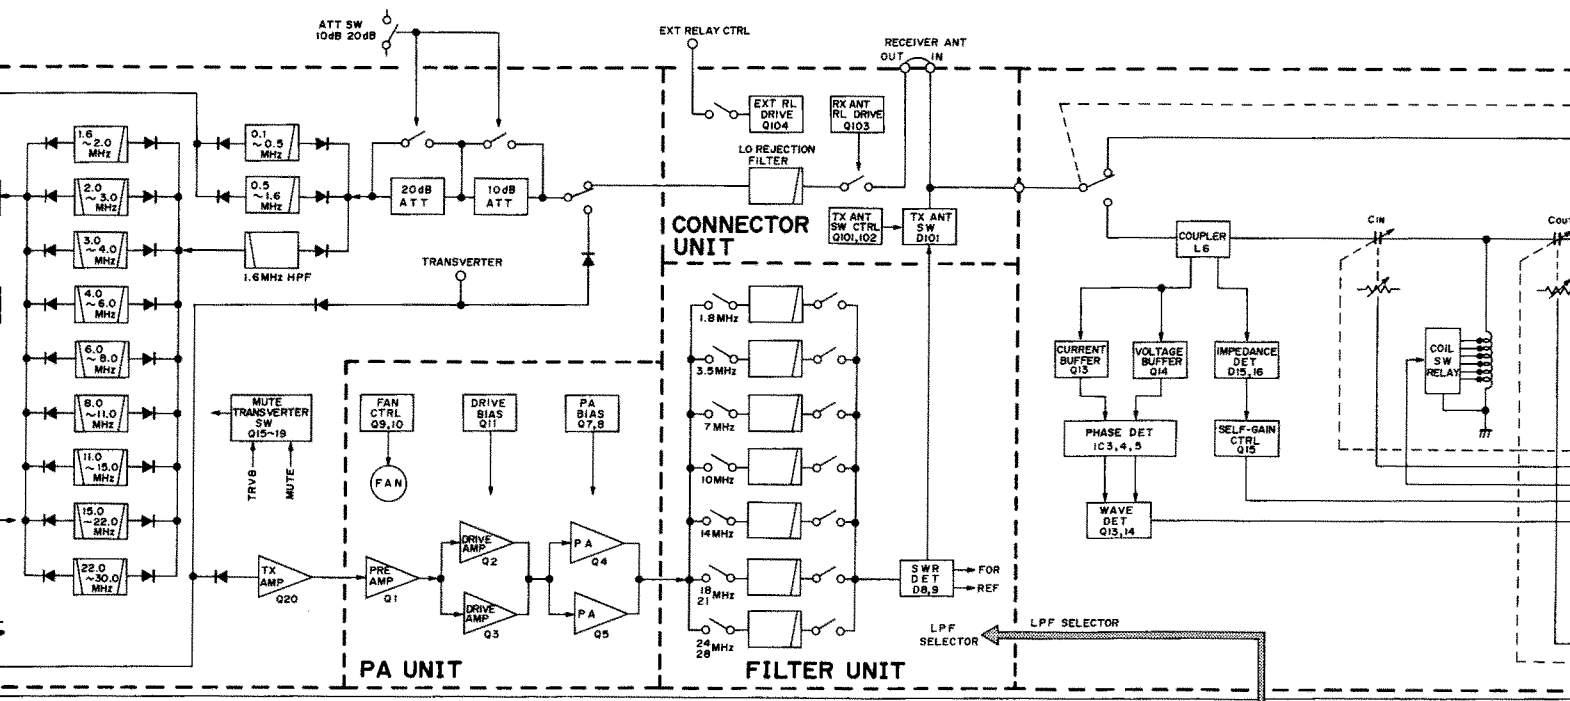 ATT SW
10dB 20dB
EXT RELAY CTRL
RECEIVER ANT
OUT
IN
1.6
~2.0
MHz
0.1
~0.5
MHz
EXT RL
DRIVE
Q104
RX ANT
RL DRIVE
Q103
LO REJECTION
FILTER
2.0
~3.0
MHz
0.5
~1.6
MHz
20dB
ATT
10dB
ATT
CONNECTOR
UNIT
TX ANT
SW CTRL
Q101,102
TX ANT
SW
D101
3.0
~4.0
MHz
1.6MHz HPF
TRANSVERTER
COUPLER
L6
CIN
COUT
4.0
~6.0
MHz
1.8MHz
6.0
~8.0
MHz
3.5MHz
CURRENT
BUFFER
Q13
VOLTAGE
BUFFER
Q14
IMPEDANCE
DET
D15,16
COIL
SW
RELAY
8.0
~11.0
MHz
MUTE
TRANSVERTER
SW
Q15~19
FAN
CTRL
Q9,10
DRIVE
BIAS
Q11
PA
BIAS
Q7,8
7MHz
PHASE DET
IC3,4,5
SELF-GAIN
CTRL
Q15
11.0
~15.0
MHz
TRV8
MUTE
FAN
10MHz
15.0
~22.0
MHz
14MHz
WAVE
DET
Q13,14
22.0
~30.0
MHz
TX
AMP
Q20
PRE
AMP
Q1
DRIVE
AMP
Q2
DRIVE
AMP
Q3
PA
Q4
PA
Q5
18
21
MHz
SWR
DET
D8,9
FOR
REF
24
28
MHz
LPF
SELECTOR
LPF SELECTOR
PA UNIT
FILTER UNIT